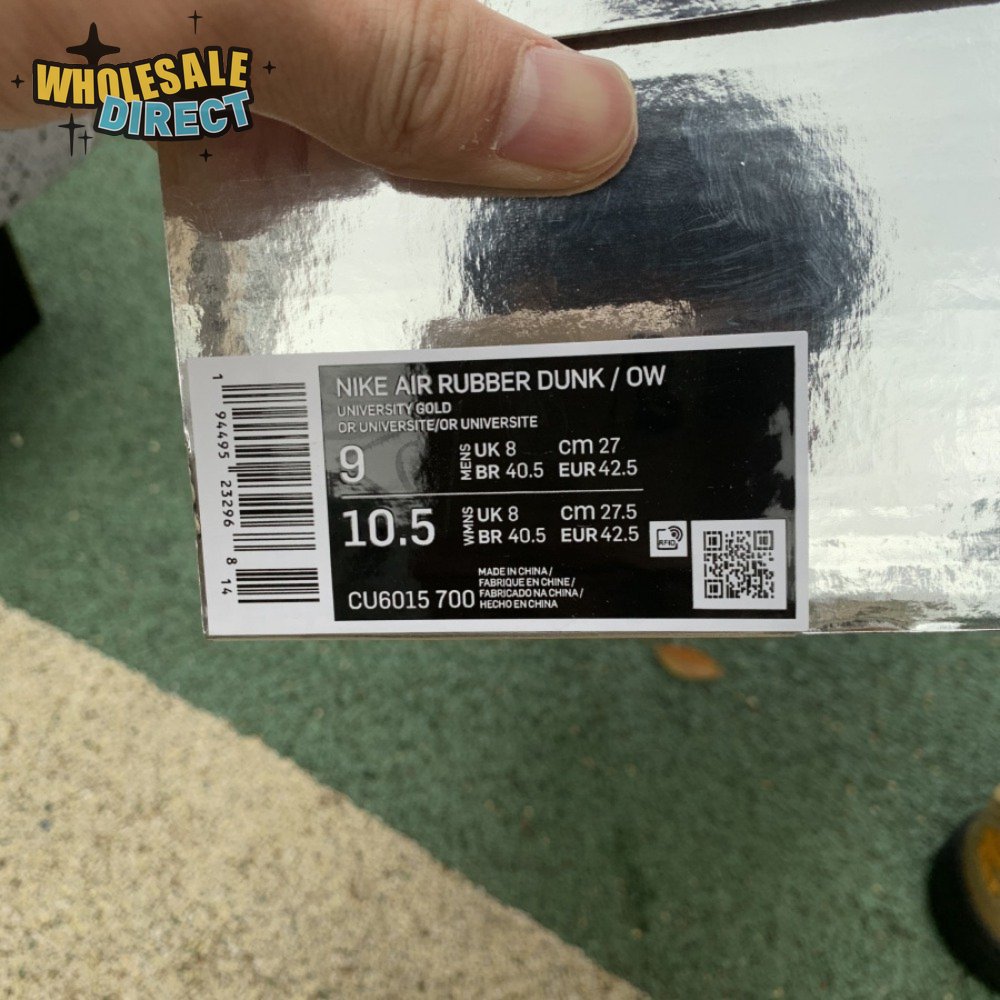 WHOLESALE
DIRECT
NIKE AIR RUBBER DUNK / OW
UNIVERSITY GOLD
OR UNIVERSITE/OR UNIVERSITE
9
MENS
UK 8 CM 27
BR 40.5 EUR 42.5
10.5
WMNS
UK 8 CM 27.5
BR 40.5 EUR 42.5
RFID
MADE IN CHINA /
FABRIQUE EN CHINE /
FABRICADO NA CHINA /
HECHO EN CHINA
CU6015 700
1 94495 23296 8 14